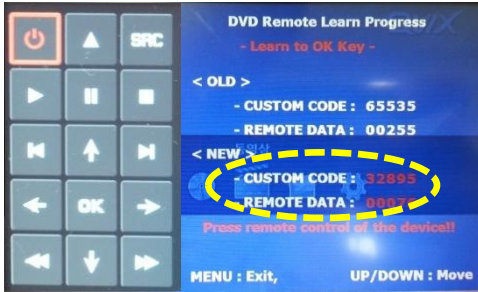 SRC
OK
DVD Remote Learn Progress
- Learn to OK Key -
< OLD >
- CUSTOM CODE : 65535
- REMOTE DATA : 00255
< NEW >
- CUSTOM CODE : 32895
- REMOTE DATA :
Press remote control of the device!!
MENU : Exit, UP/DOWN : Move